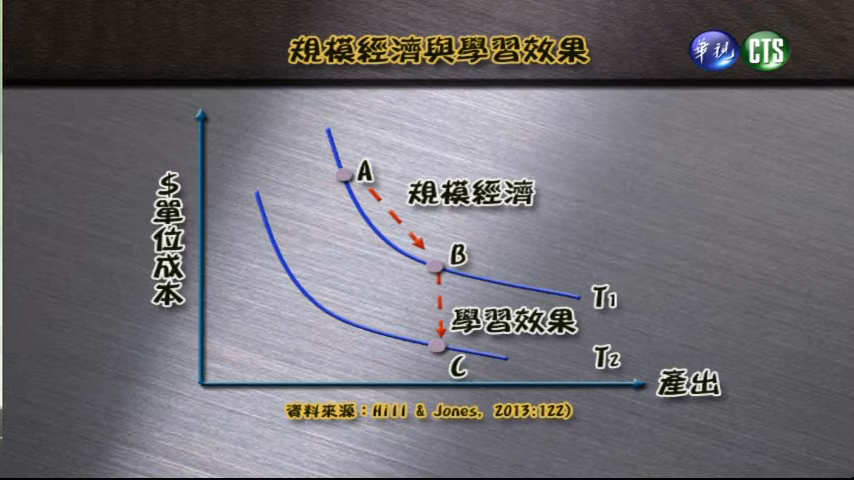 規模經濟與學習效果
華視 CTS
$單位成本
A
規模經濟
B
T1
學習效果
C
T2
產出
資料來源:Hill & Jones, 2013:122)